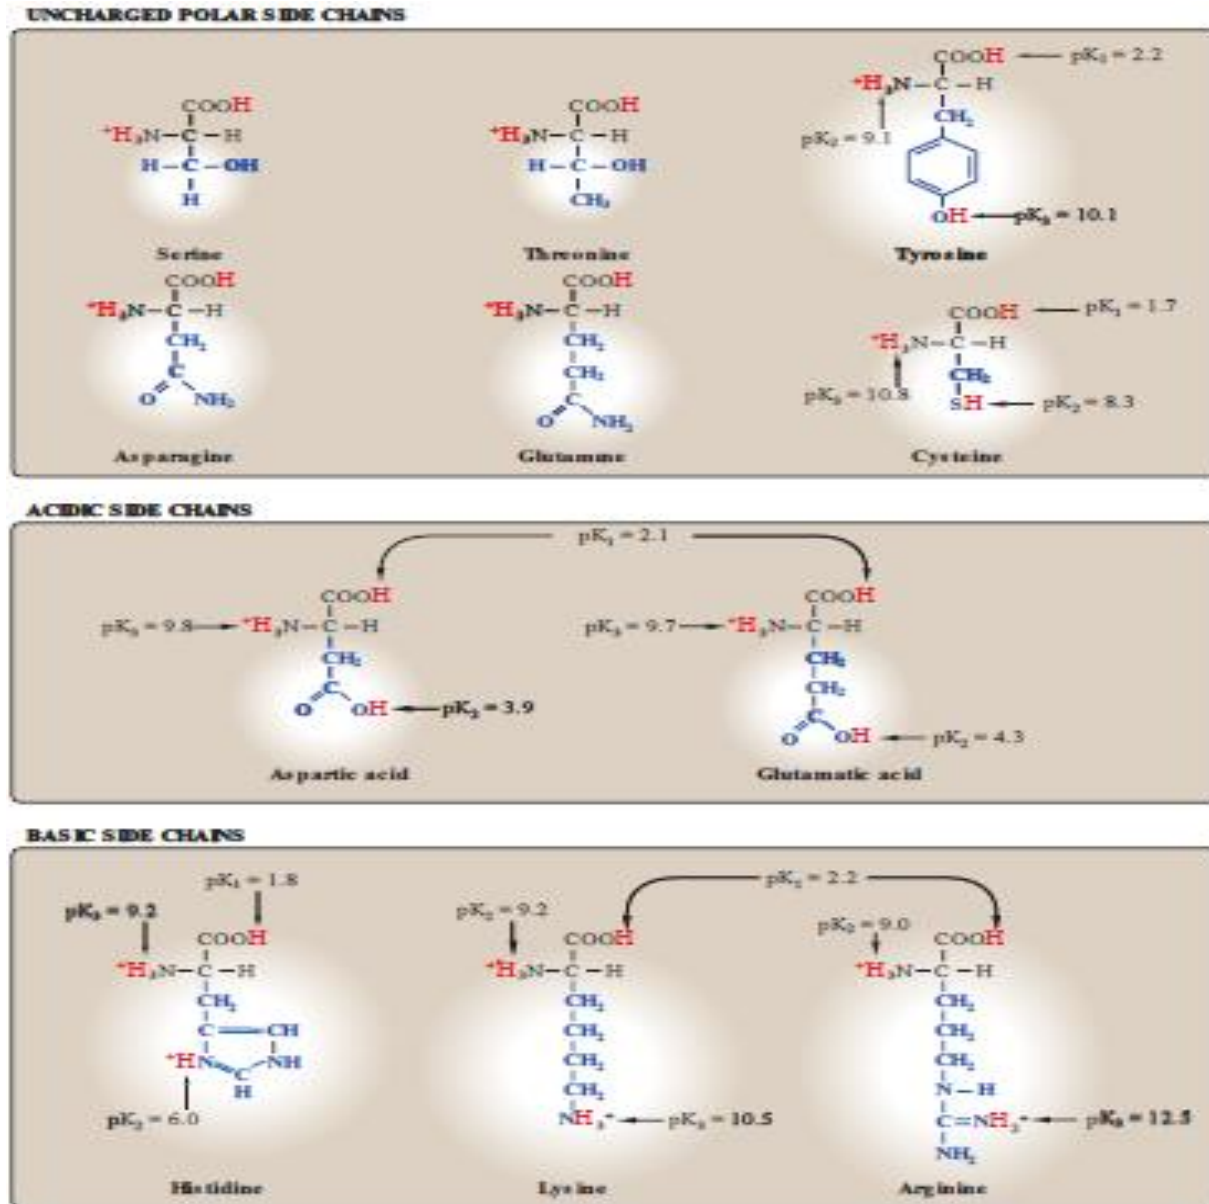 UNCHARGED POLAR SIDE CHAINS
COOH
⁺H₃N–C–H
H–C–OH
H
Serine
COOH
⁺H₃N–C–H
H–C–OH
CH₃
Threonine
COOH
pK₁ = 2.2
⁺H₃N–C–H
CH₂
pK₂ = 9.1
OH
pK₃ = 10.1
Tyrosine
COOH
⁺H₃N–C–H
CH₂
C
O
NH₂
Asparagine
COOH
⁺H₃N–C–H
CH₂
CH₂
C
O
NH₂
Glutamine
COOH
pK₁ = 1.7
⁺H₃N–C–H
CH₂
pK₃ = 10.8
SH
pK₂ = 8.3
Cysteine
ACIDIC SIDE CHAINS
pK₁ = 2.1
COOH
pK₃ = 9.8
⁺H₃N–C–H
CH₂
C
O
OH
pK₂ = 3.9
Aspartic acid
COOH
pK₃ = 9.7
⁺H₃N–C–H
CH₂
CH₂
C
O
OH
pK₂ = 4.3
Glutamatic acid
BASIC SIDE CHAINS
pK₁ = 1.8
pK₃ = 9.2
COOH
⁺H₃N–C–H
CH₂
C=CH
⁺HN
NH
C
H
pK₂ = 6.0
Histidine
pK₁ = 2.2
pK₂ = 9.2
COOH
⁺H₃N–C–H
CH₂
CH₂
CH₂
CH₂
NH₃⁺
pK₃ = 10.5
Lysine
pK₂ = 9.0
COOH
⁺H₃N–C–H
CH₂
CH₂
CH₂
N–H
C=NH₂⁺
pK₃ = 12.5
NH₂
Arginine